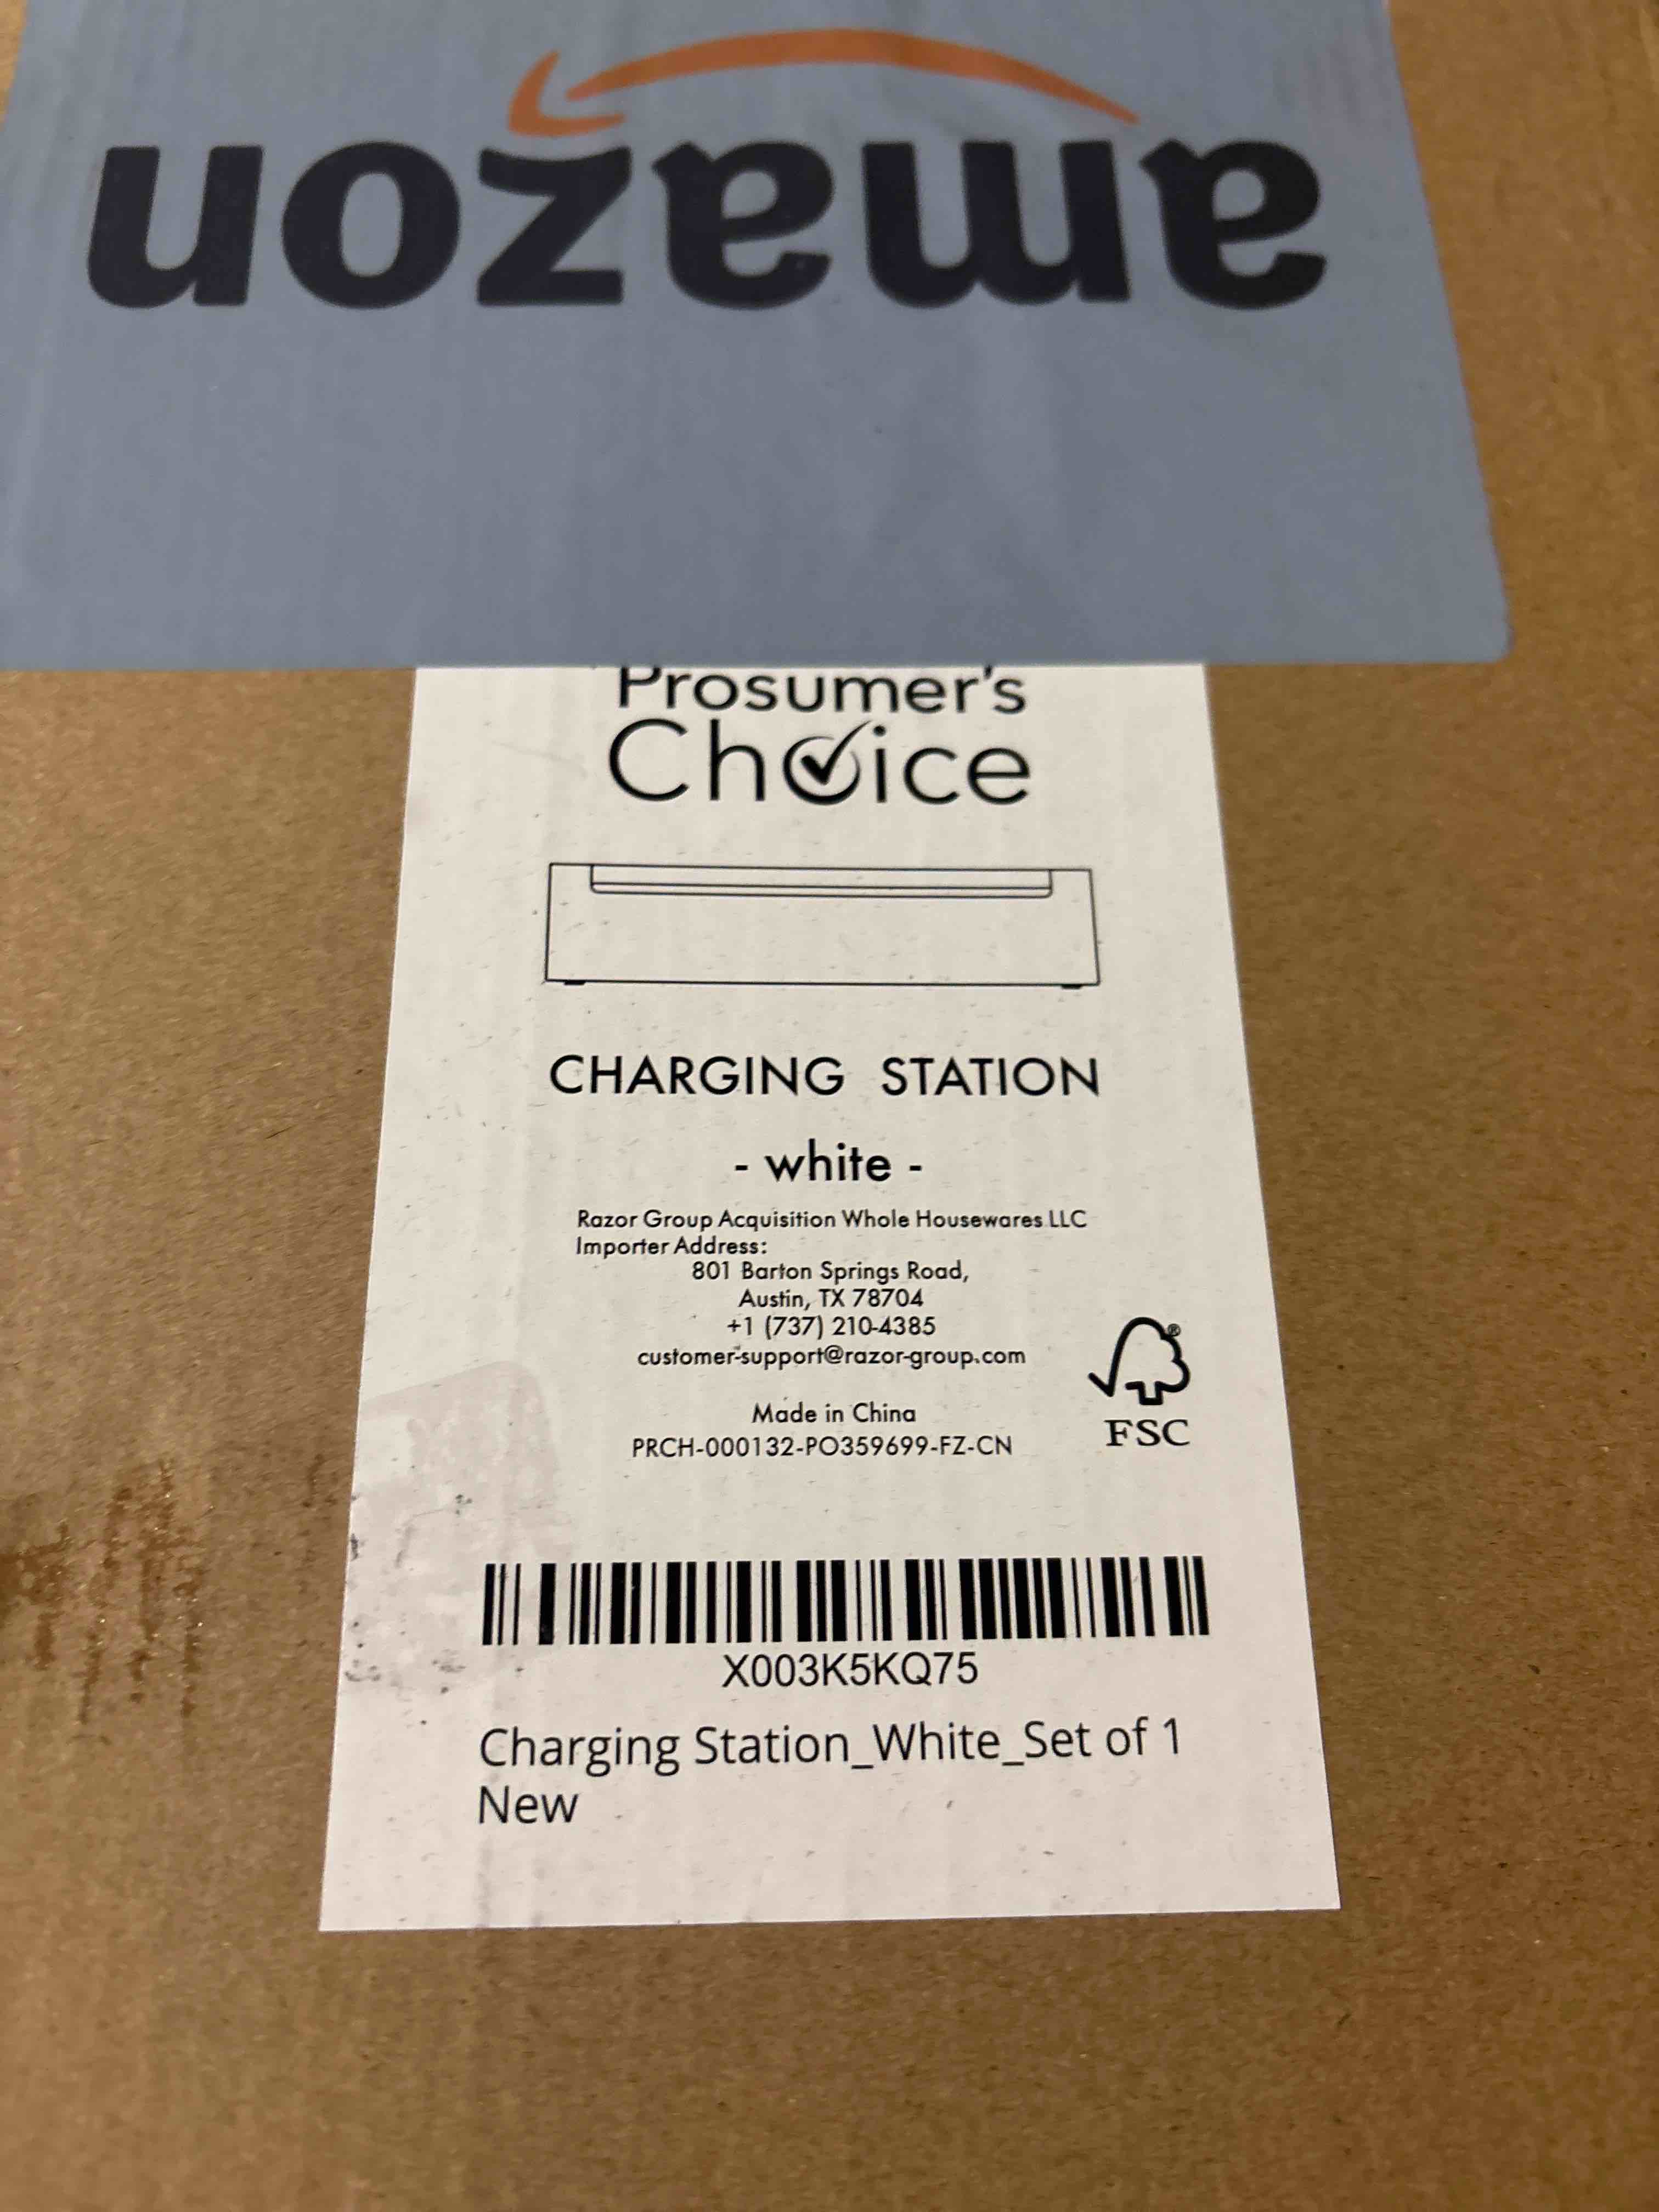 amazon
Prosumer's
Choice
CHARGING STATION
- white -
Razor Group Acquisition Whole Housewares LLC
Importer Address:
801 Barton Springs Road,
Austin, TX 78704
+1 (737) 210-4385
customer-support@razor-group.com
Made in China
PRCH-000132-PO359699-FZ-CN
®
FSC
X003K5KQ75
Charging Station_White_Set of 1
New